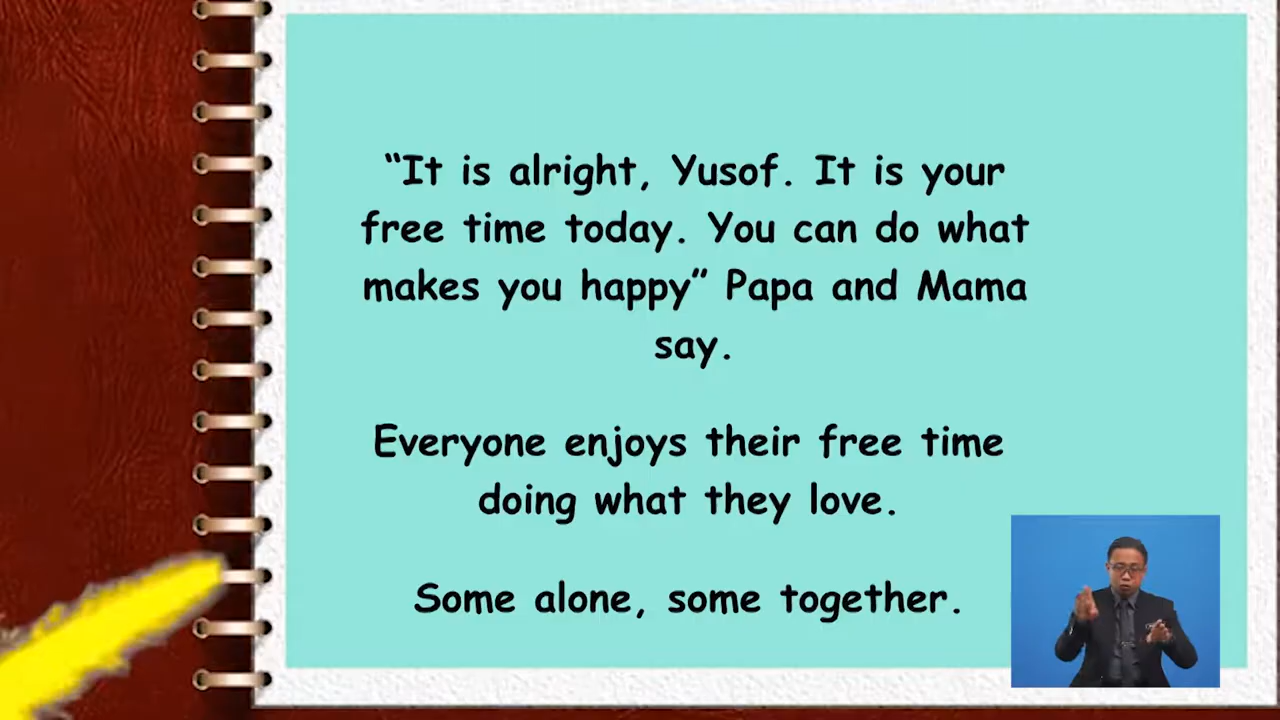 “It is alright, Yusof. It is your
free time today. You can do what
makes you happy” Papa and Mama
say.
Everyone enjoys their free time
doing what they love.
Some alone, some together.